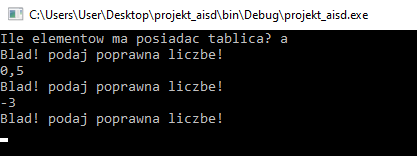 C:\Users\User\Desktop\projekt_aisd\bin\Debug\projekt_aisd.exe
Ile elementow ma posiadac tablica? a
Blad! podaj poprawna liczbe!
0,5
Blad! podaj poprawna liczbe!
-3
Blad! podaj poprawna liczbe!